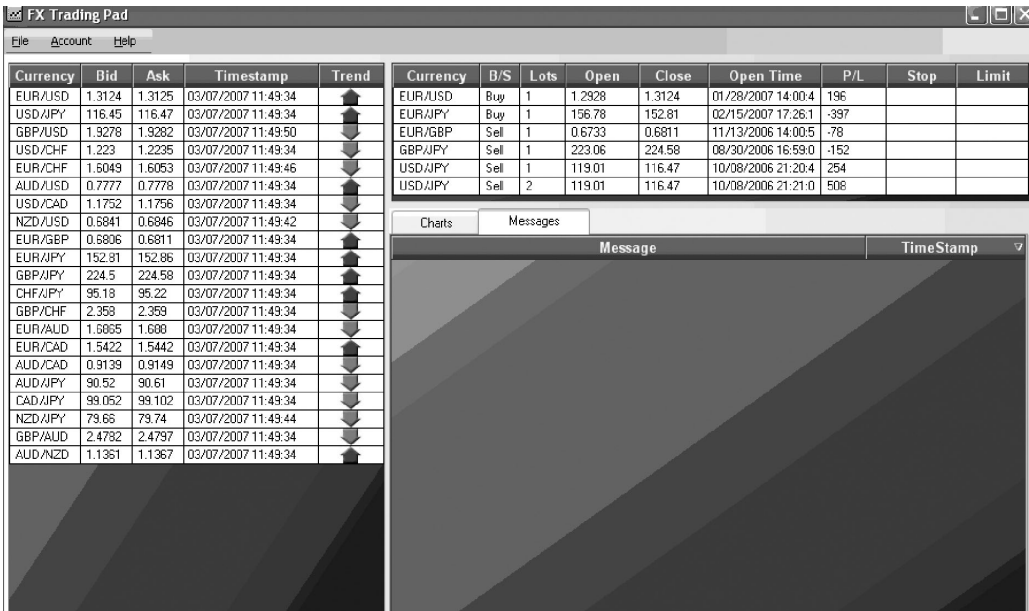 FX Trading Pad
File Account Help
Currency Bid Ask Timestamp Trend
EUR/USD 1.3124 1.3125 03/07/2007 11:49:34
USD/JPY 116.45 116.47 03/07/2007 11:49:34
GBP/USD 1.9278 1.9282 03/07/2007 11:49:50
USD/CHF 1.223 1.2235 03/07/2007 11:49:34
EUR/CHF 1.6049 1.6053 03/07/2007 11:49:46
AUD/USD 0.7777 0.7778 03/07/2007 11:49:34
USD/CAD 1.1752 1.1756 03/07/2007 11:49:34
NZD/USD 0.6841 0.6846 03/07/2007 11:49:42
EUR/GBP 0.6806 0.6811 03/07/2007 11:49:34
EUR/JPY 152.81 152.86 03/07/2007 11:49:34
GBP/JPY 224.5 224.58 03/07/2007 11:49:34
CHF/JPY 95.18 95.22 03/07/2007 11:49:34
GBP/CHF 2.358 2.359 03/07/2007 11:49:34
EUR/AUD 1.6865 1.688 03/07/2007 11:49:34
EUR/CAD 1.5422 1.5442 03/07/2007 11:49:34
AUD/CAD 0.9139 0.9149 03/07/2007 11:49:34
AUD/JPY 90.52 90.61 03/07/2007 11:49:34
CAD/JPY 99.052 99.102 03/07/2007 11:49:34
NZD/JPY 79.66 79.74 03/07/2007 11:49:44
GBP/AUD 2.4782 2.4797 03/07/2007 11:49:34
AUD/NZD 1.1361 1.1367 03/07/2007 11:49:34
Currency B/S Lots Open Close Open Time P/L Stop Limit
EUR/USD Buy 1 1.2928 1.3124 01/28/2007 14:00:4 196
EUR/JPY Buy 1 156.78 152.81 02/15/2007 17:26:1 -397
EUR/GBP Sell 1 0.6733 0.6811 11/13/2006 14:00:5 -78
GBP/JPY Sell 1 223.06 224.58 08/30/2006 16:59:0 -152
USD/JPY Sell 1 119.01 116.47 10/08/2006 21:20:4 254
USD/JPY Sell 2 119.01 116.47 10/08/2006 21:21:0 508
Charts Messages
Message TimeStamp